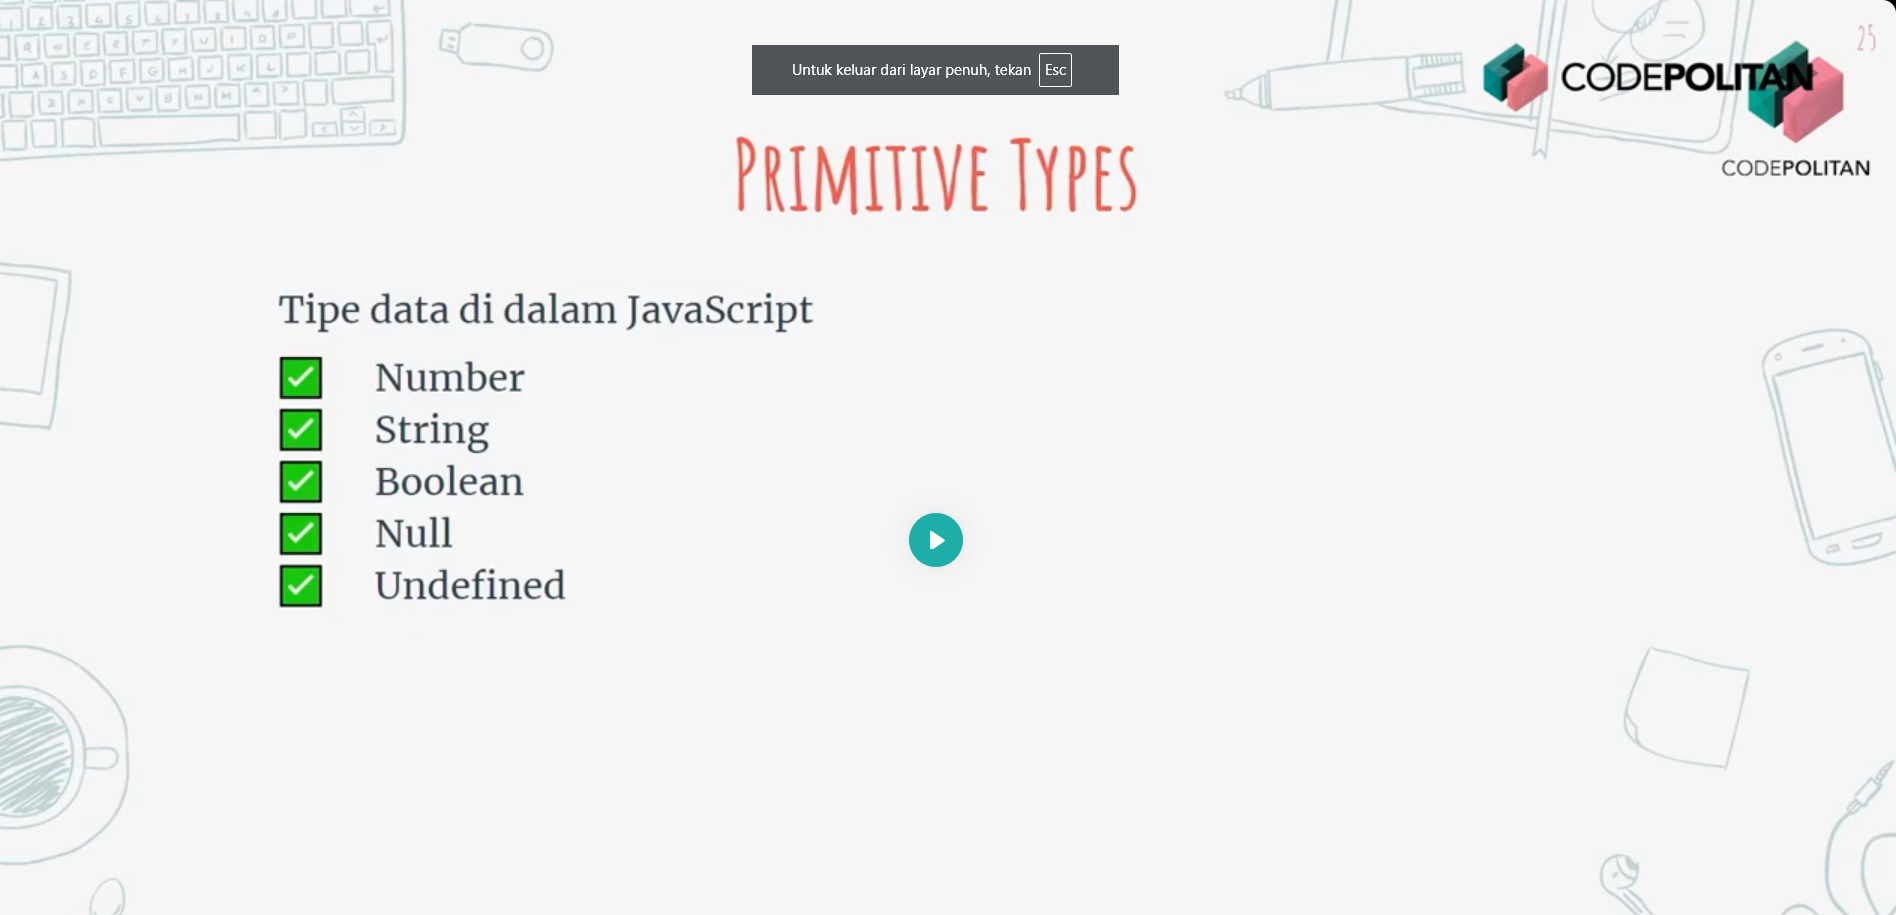 25
Untuk keluar dari layar penuh, tekan Esc
CODEPOLITAN
CODEPOLITAN
PRIMITIVE TYPES
Tipe data di dalam JavaScript
Number
String
Boolean
Null
Undefined